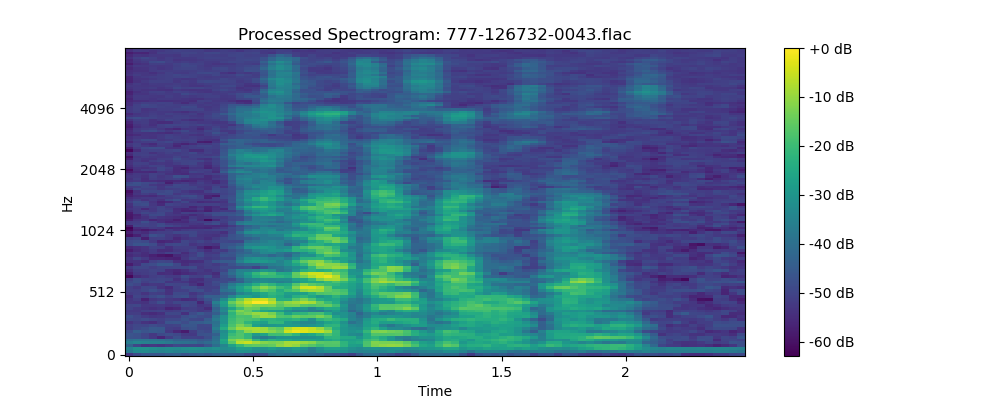 Processed Spectrogram: 777-126732-0043.flac
Hz
4096
2048
1024
512
0
0
0.5
1
1.5
2
Time
+0 dB
-10 dB
-20 dB
-30 dB
-40 dB
-50 dB
-60 dB